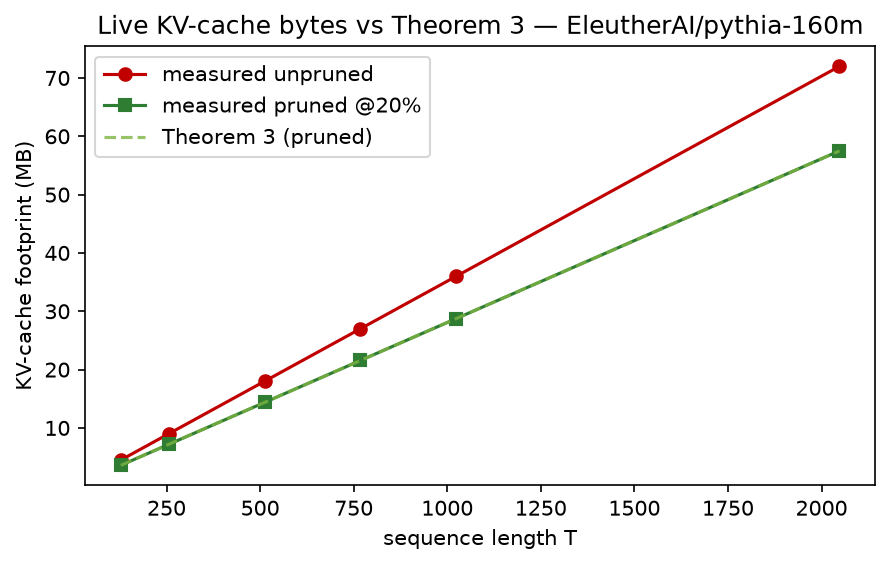 Live KV-cache bytes vs Theorem 3 — EleutherAI/pythia-160m
measured unpruned
measured pruned @20%
Theorem 3 (pruned)
KV-cache footprint (MB)
70
60
50
40
30
20
10
250 500 750 1000 1250 1500 1750 2000
sequence length T